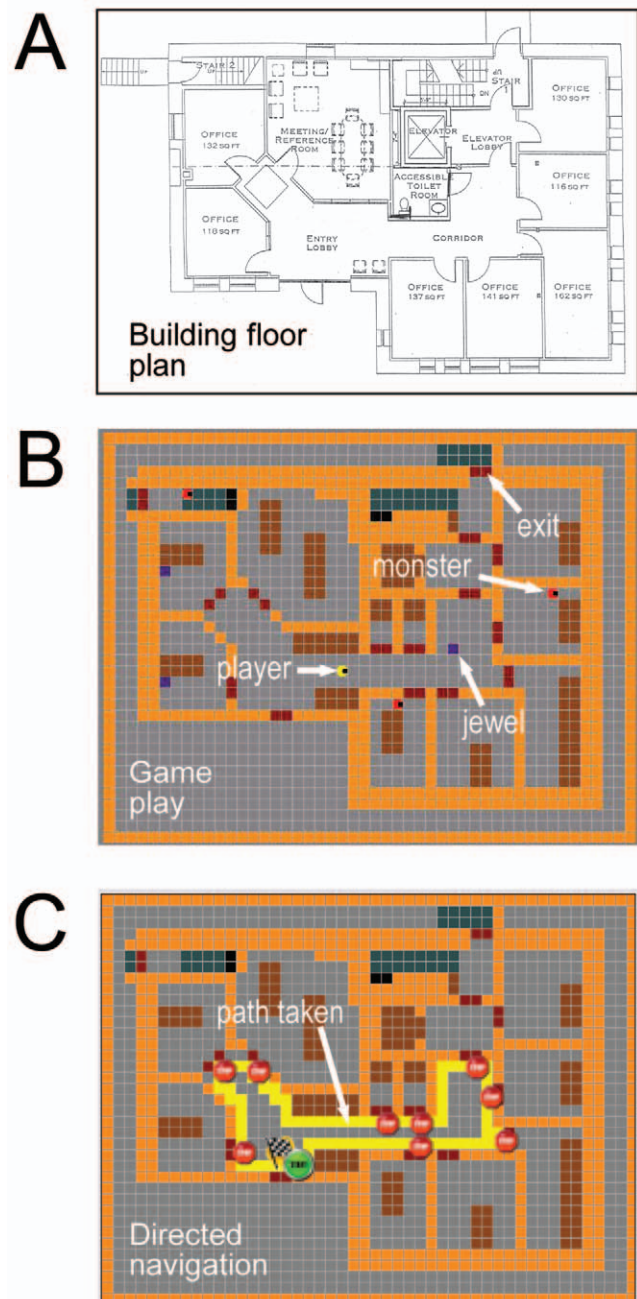 A
STAIR 2
UP
UP
STAIR
1
UP
DN
OFFICE
130 SQ FT
OFFICE
132 SQ FT
MEETING/
REFERENCE
ROOM
ELEVATOR
ELEVATOR
LOBBY
ACCESSIBLE
TOILET
ROOM
OFFICE
116 SQ FT
OFFICE
118 SQ FT
ENTRY
LOBBY
CORRIDOR
OFFICE
137 SQ FT
OFFICE
141 SQ FT
OFFICE
162 SQ FT
Building floor
plan
B
exit
monster
player
jewel
Game
play
C
path taken
Directed
navigation